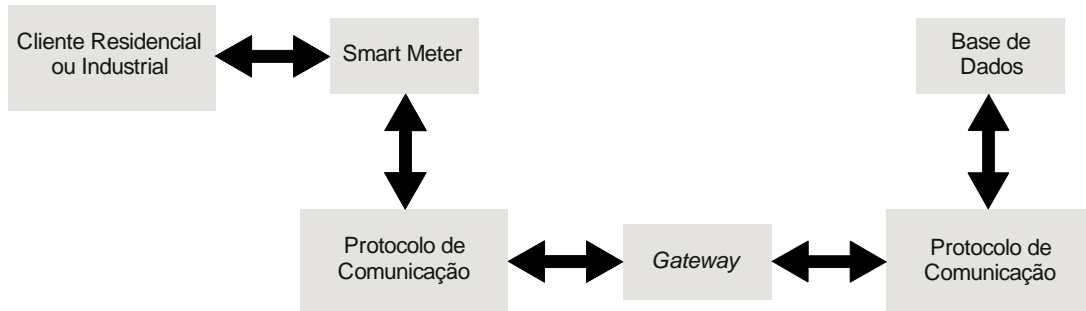 Cliente Residencial
ou Industrial
Smart Meter
Base de
Dados
Protocolo de
Comunicação
Gateway
Protocolo de
Comunicação